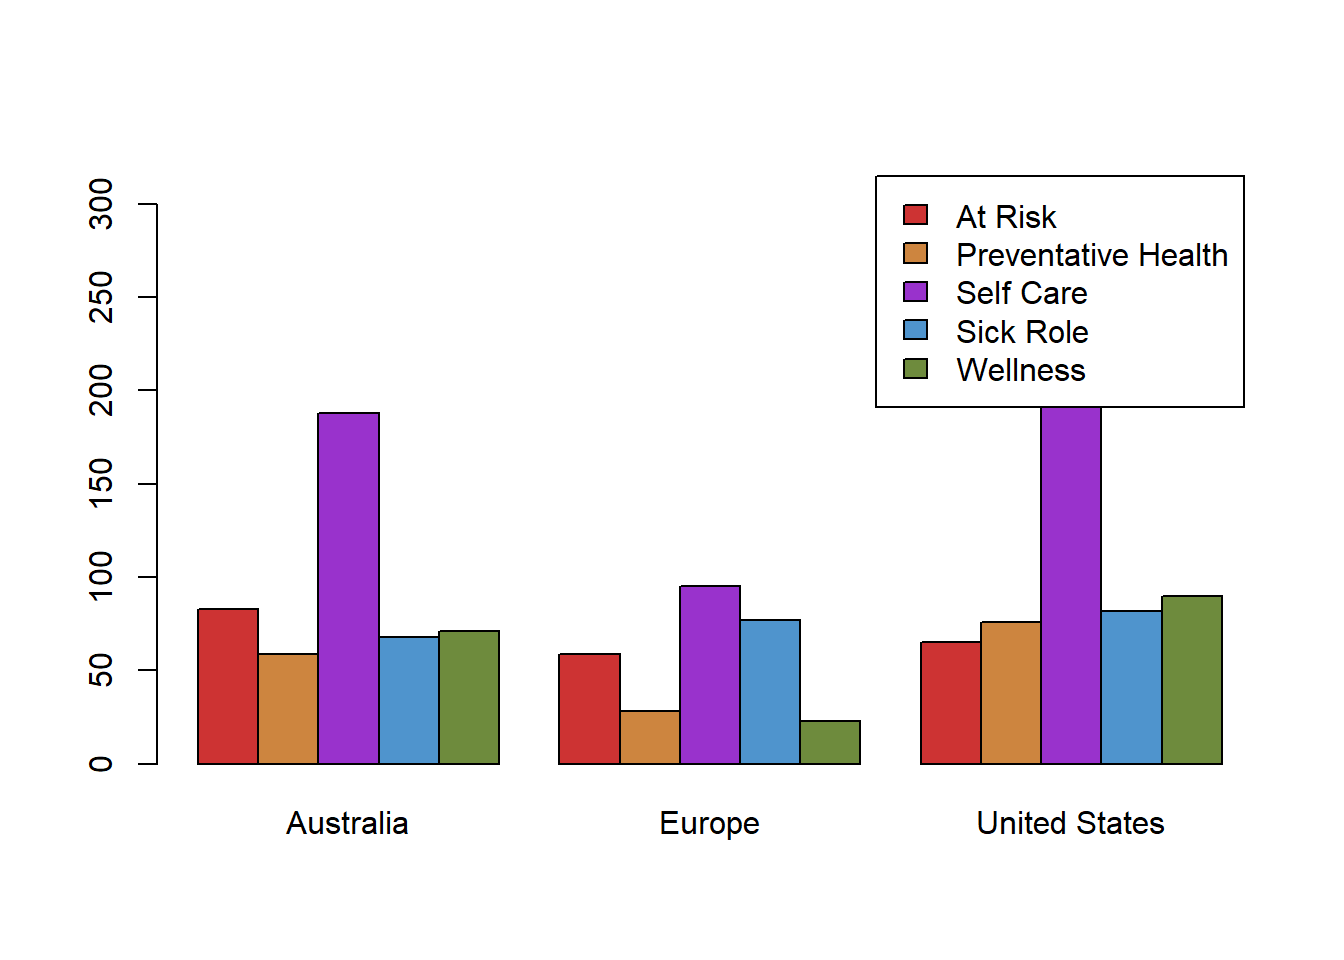 300
250
200
150
100
50
0
At Risk
Preventative Health
Self Care
Sick Role
Wellness
Australia
Europe
United States